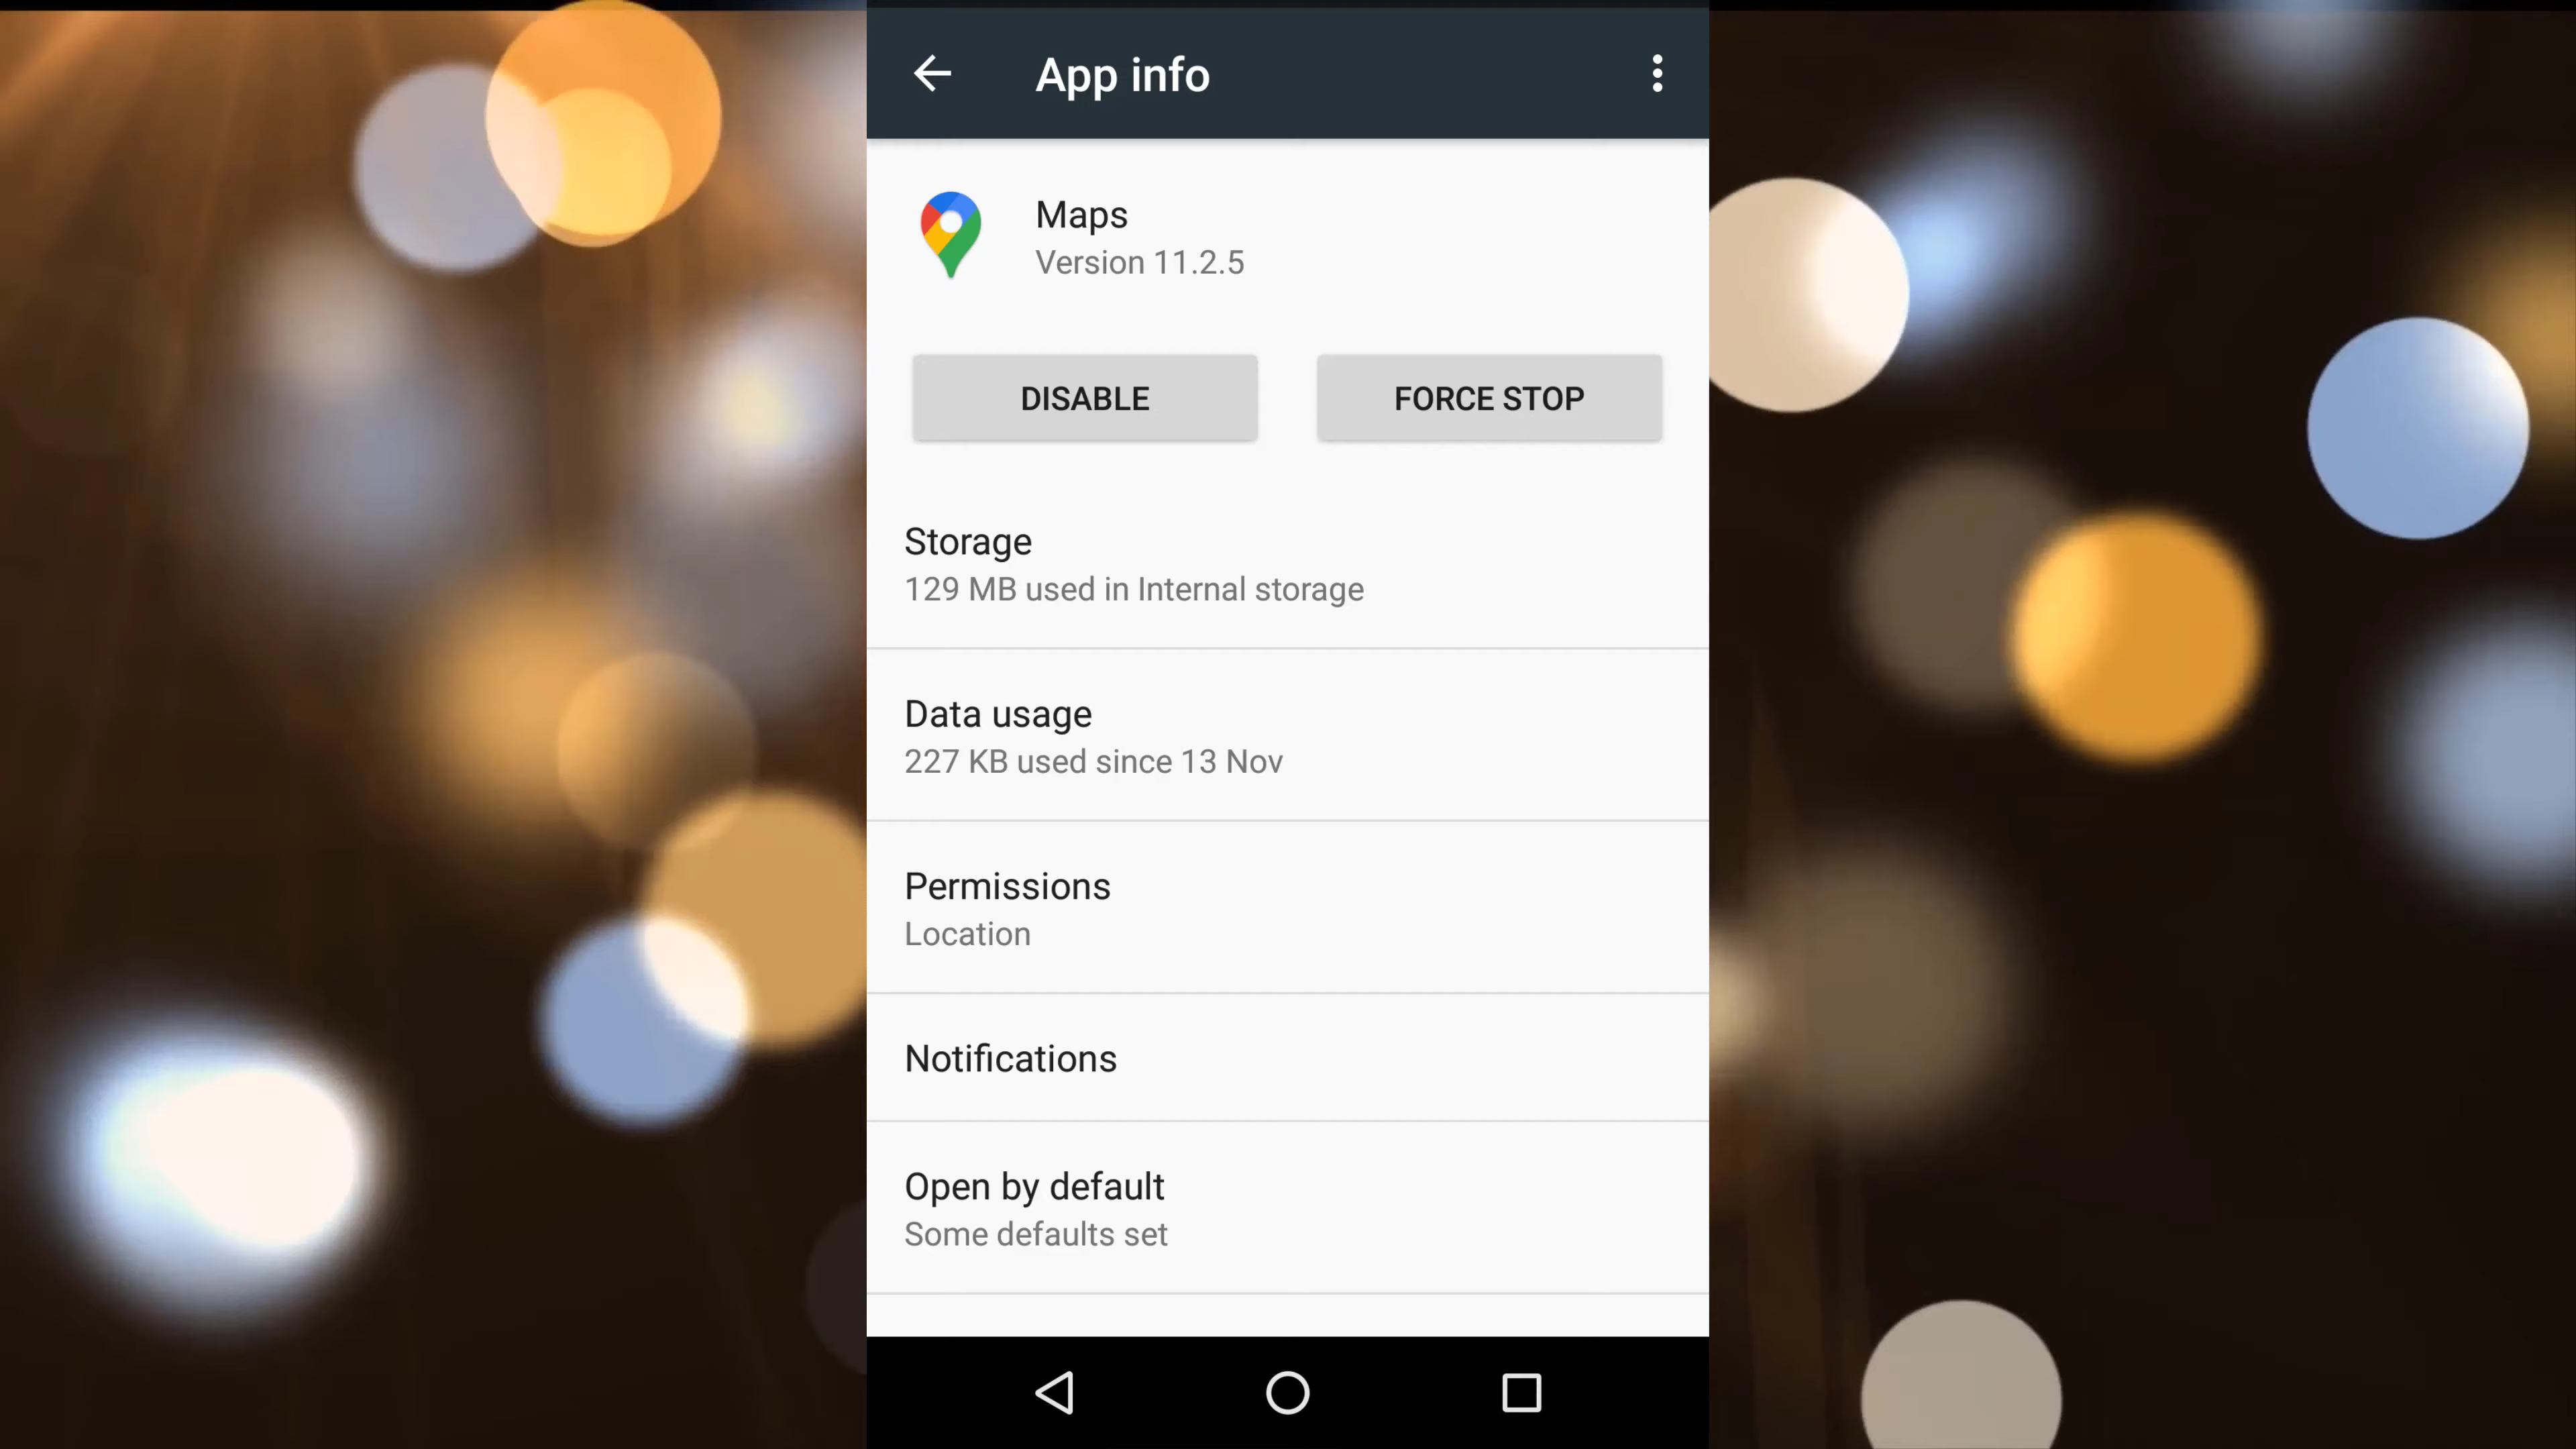 App info
Maps
Version 11.2.5
DISABLE
FORCE STOP
Storage
129 MB used in Internal storage
Data usage
227 KB used since 13 Nov
Permissions
Location
Notifications
Open by default
Some defaults set